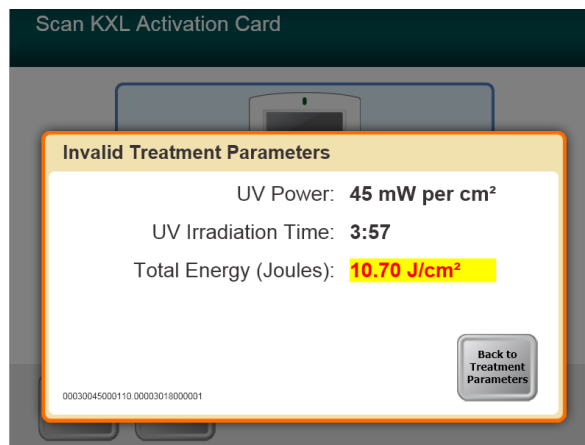 Scan KXL Activation Card
Invalid Treatment Parameters
UV Power: 45 mW per cm²
UV Irradiation Time: 3:57
Total Energy (Joules): 10.70 J/cm²
Back to
Treatment
Parameters
00030045000110.00003018000001